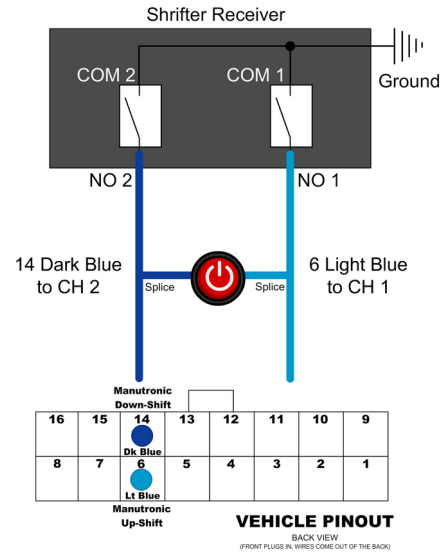 Shrifter Receiver
COM 2
COM 1
Ground
NO 2
NO 1
14 Dark Blue
to CH 2
Splice
Splice
6 Light Blue
to CH 1
Manutronic
Down-Shift
16 15 14 13 12 11 10 9
Dk Blue
8 7 6 5 4 3 2 1
Lt Blue
Manutronic
Up-Shift
VEHICLE PINOUT
BACK VIEW
(FRONT PLUGS IN, WIRES COME OUT OF THE BACK)